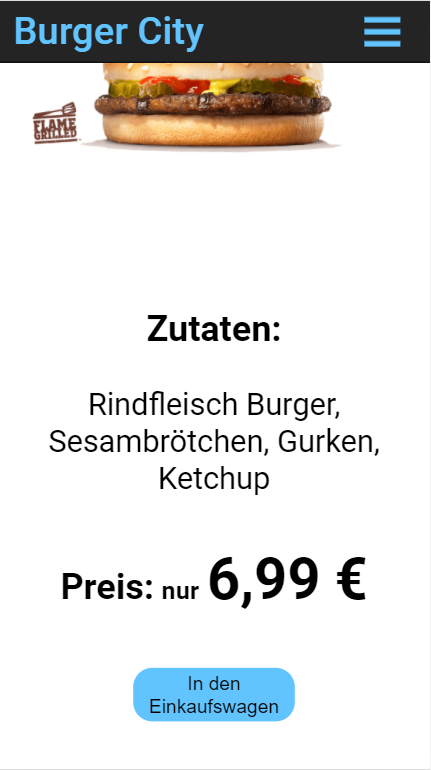 Burger City
FLAME
GRILLED
Zutaten:
Rindfleisch Burger,
Sesambrötchen, Gurken,
Ketchup
Preis: nur 6,99 €
In den
Einkaufswagen